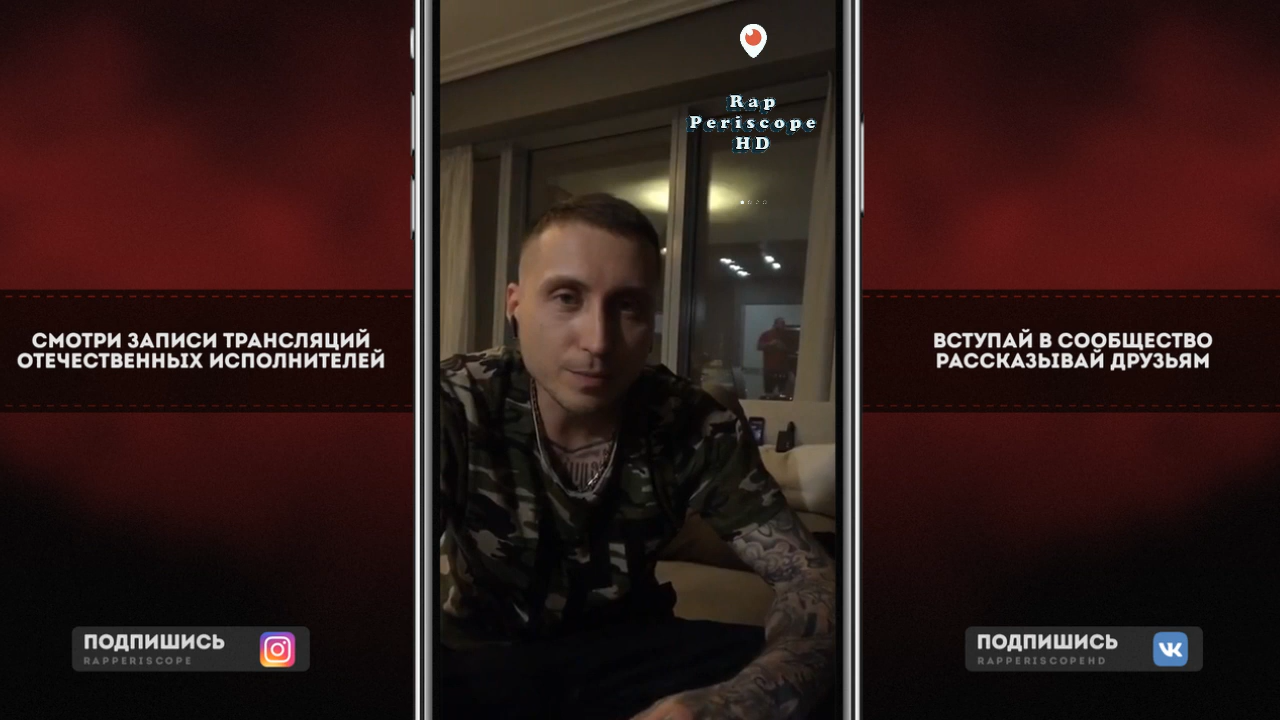 Rap
Periscope
HD
СМОТРИ ЗАПИСИ ТРАНСЛЯЦИЙ
ОТЕЧЕСТВЕННЫХ ИСПОЛНИТЕЛЕЙ
ВСТУПАЙ В СООБЩЕСТВО
РАССКАЗЫВАЙ ДРУЗЬЯМ
ПОДПИШИСЬ
RAPPERISCOPE
ПОДПИШИСЬ
RAPPERISCOPEHD